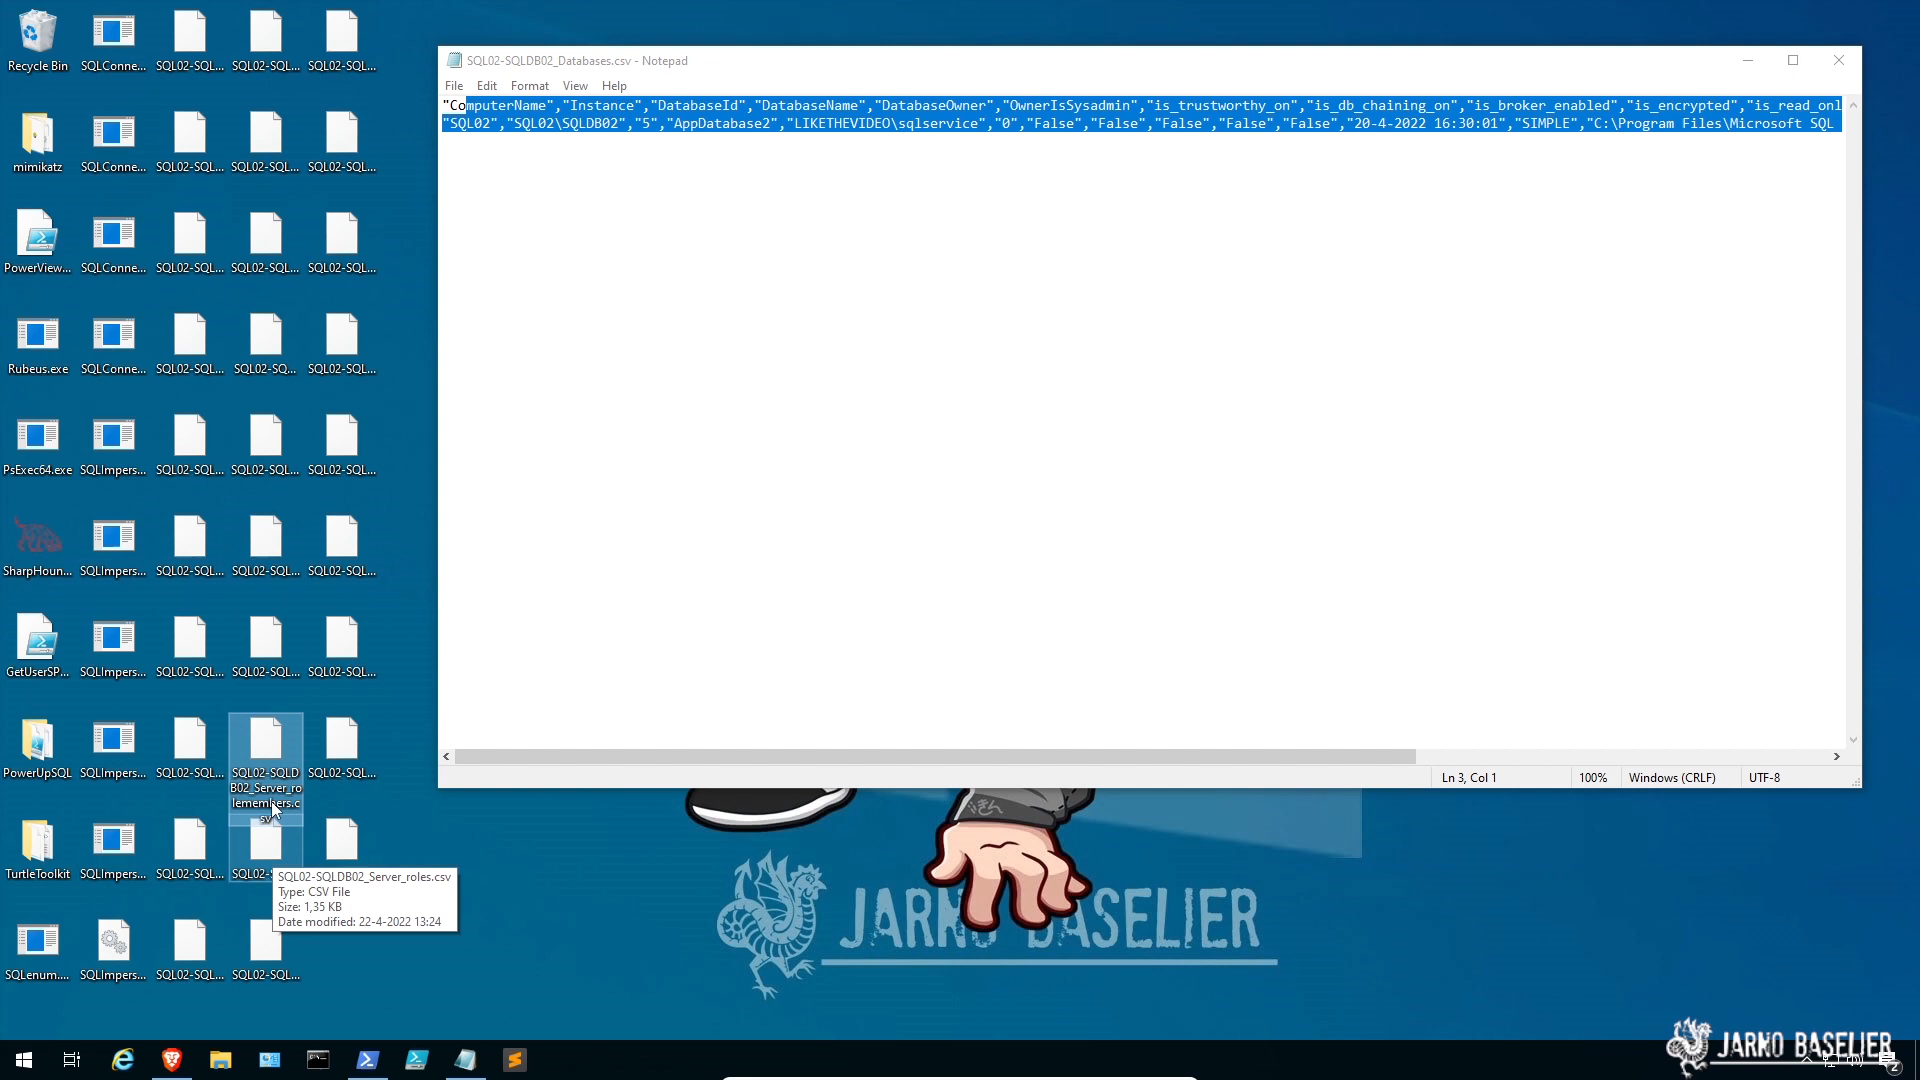 Recycle Bin
SQLConne...
SQL02-SQL...
SQL02-SQL...
SQL02-SQL...
mimikatz
SQLConne...
SQL02-SQL...
SQL02-SQL...
SQL02-SQL...
PowerView...
SQLConne...
SQL02-SQL...
SQL02-SQL...
SQL02-SQL...
Rubeus.exe
SQLConne...
SQL02-SQL...
SQL02-SQ...
SQL02-SQL...
PsExec64.exe
SQLImpers...
SQL02-SQL...
SQL02-SQL...
SQL02-SQL...
SharpHoun...
SQLImpers...
SQL02-SQL...
SQL02-SQL...
SQL02-SQL...
GetUserSP...
SQLImpers...
SQL02-SQL...
SQL02-SQL...
SQL02-SQL...
PowerUpSQL
SQLImpers...
SQL02-SQL...
SQL02-SQLD
B02_Server_ro
lemembers.c
sv
SQL02-SQL...
TurtleToolkit
SQLImpers...
SQL02-SQL...
SQL02-
SQLenum....
SQLImpers...
SQL02-SQL...
SQL02-SQL...
SQL02-SQLDB02_Server_roles.csv
Type: CSV File
Size: 1,35 KB
Date modified: 22-4-2022 13:24
SQL02-SQLDB02_Databases.csv - Notepad
File Edit Format View Help
"ComputerName","Instance","DatabaseId","DatabaseName","DatabaseOwner","OwnerIsSysadmin","is_trustworthy_on","is_db_chaining_on","is_broker_enabled","is_encrypted","is_read_onl
"SQL02","SQL02\SQLDB02","5","AppDatabase2","LIKETHEVIDEO\sqlservice","0","False","False","False","False","False","20-4-2022 16:30:01","SIMPLE","C:\Program Files\Microsoft SQL
Ln 3, Col 1
100%
Windows (CRLF)
UTF-8
JARNO BASELIER
JARNO BASELIER
2